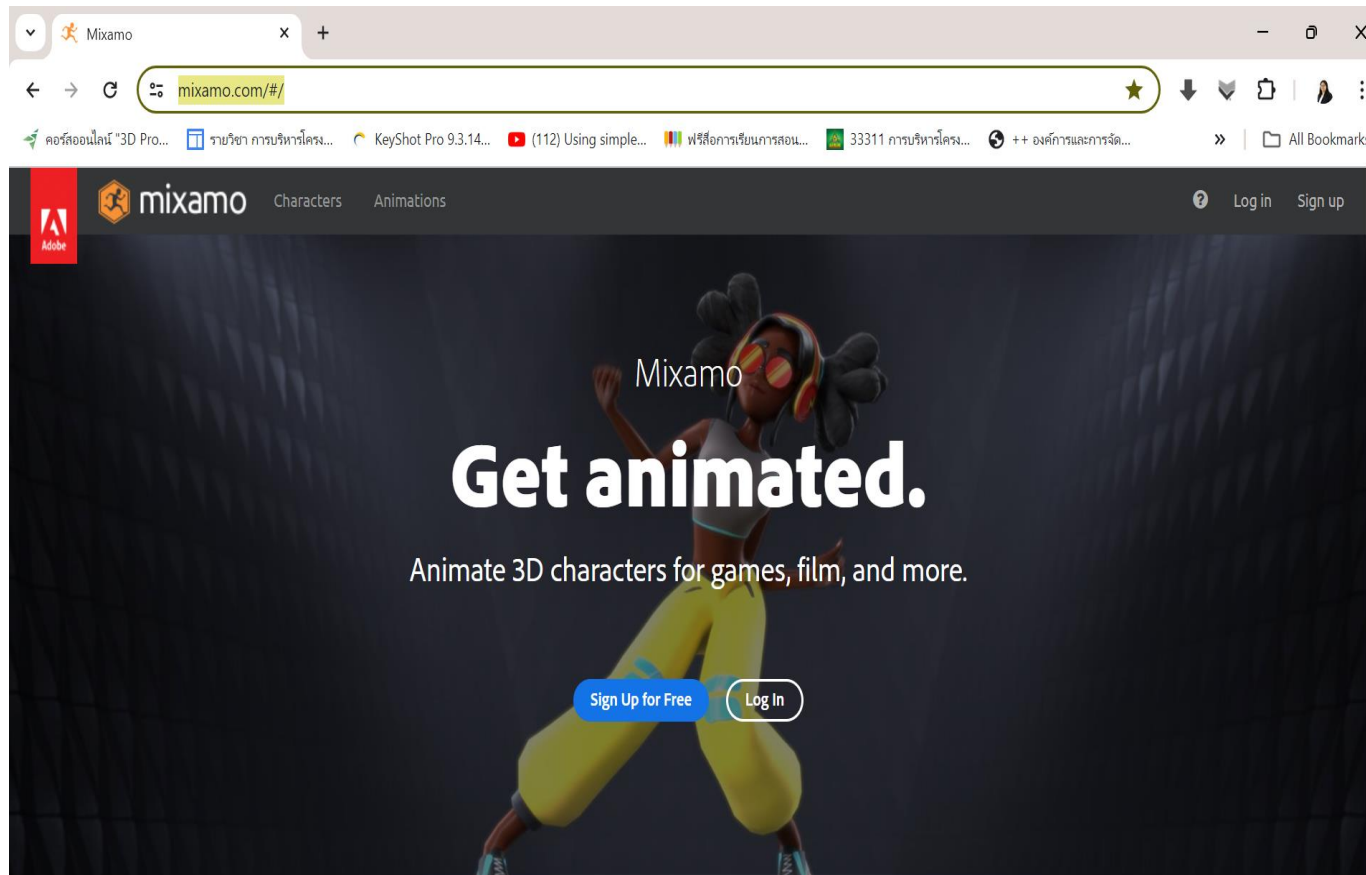 Mixamo
mixamo.com/#/
คอร์สออนไลน์ "3D Pro... รายวิชา การบริหารโครง... KeyShot Pro 9.3.14... (112) Using simple... ฟรีสื่อการเรียนการสอน... 33311 การบริหารโครง... ++ องค์การและการจัด... » All Bookmarks
Adobe
mixamo Characters Animations Log in Sign up
Mixamo
Get animated.
Animate 3D characters for games, film, and more.
Sign Up for Free Log In